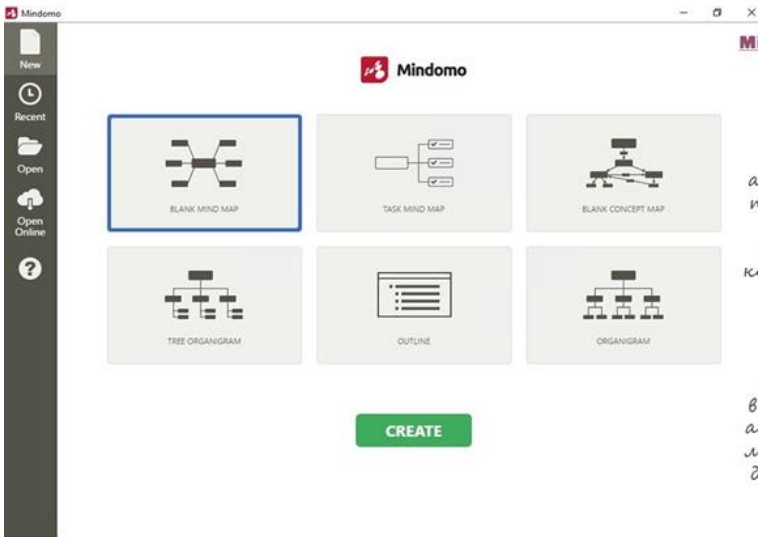 Mindomo
New
Recent
Open
Open
Online
?
Mindomo
BLANK MIND MAP
TASK MIND MAP
BLANK CONCEPT MAP
TREE ORGANIGRAM
OUTLINE
ORGANIGRAM
CREATE
Mi